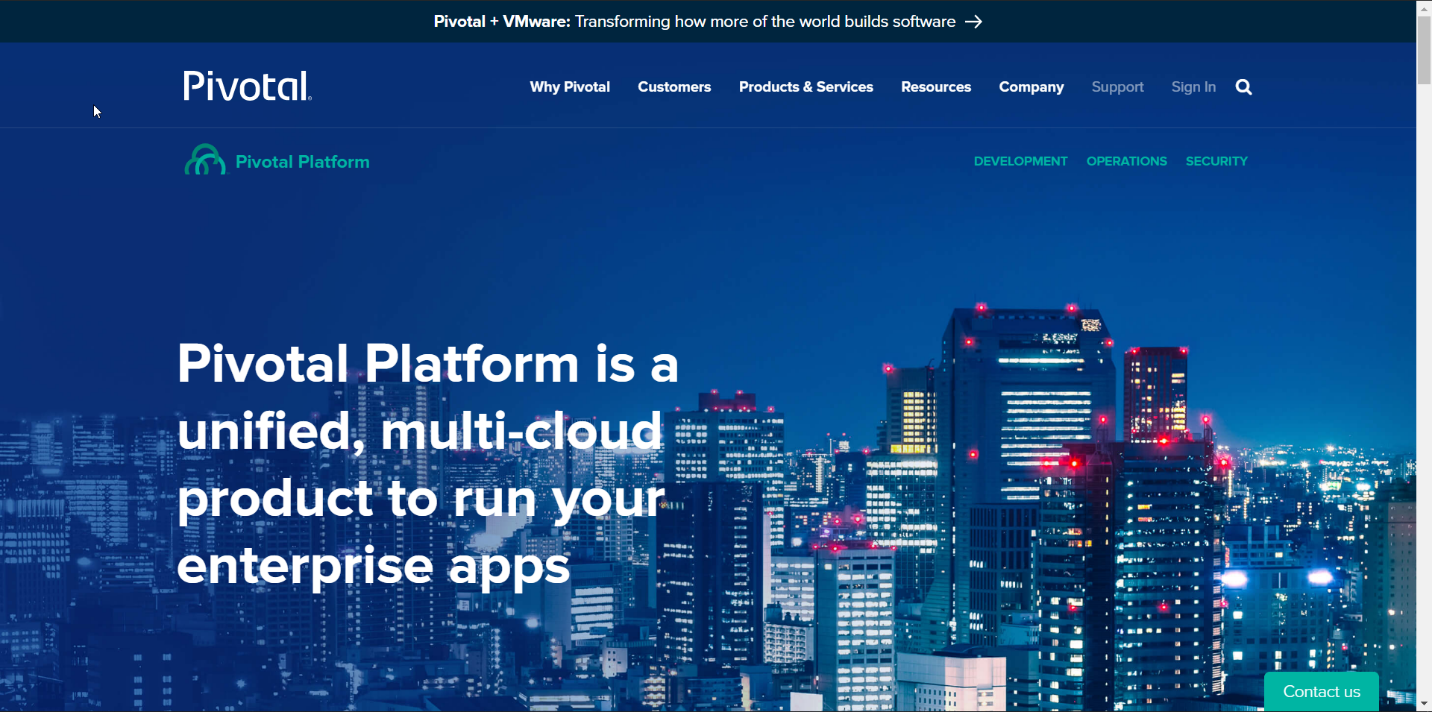 Pivotal + VMware: Transforming how more of the world builds software →
Pivotal®
Why Pivotal Customers Products & Services Resources Company Support Sign In
Pivotal Platform
DEVELOPMENT OPERATIONS SECURITY
Pivotal Platform is a
unified, multi-cloud
product to run your
enterprise apps
Contact us